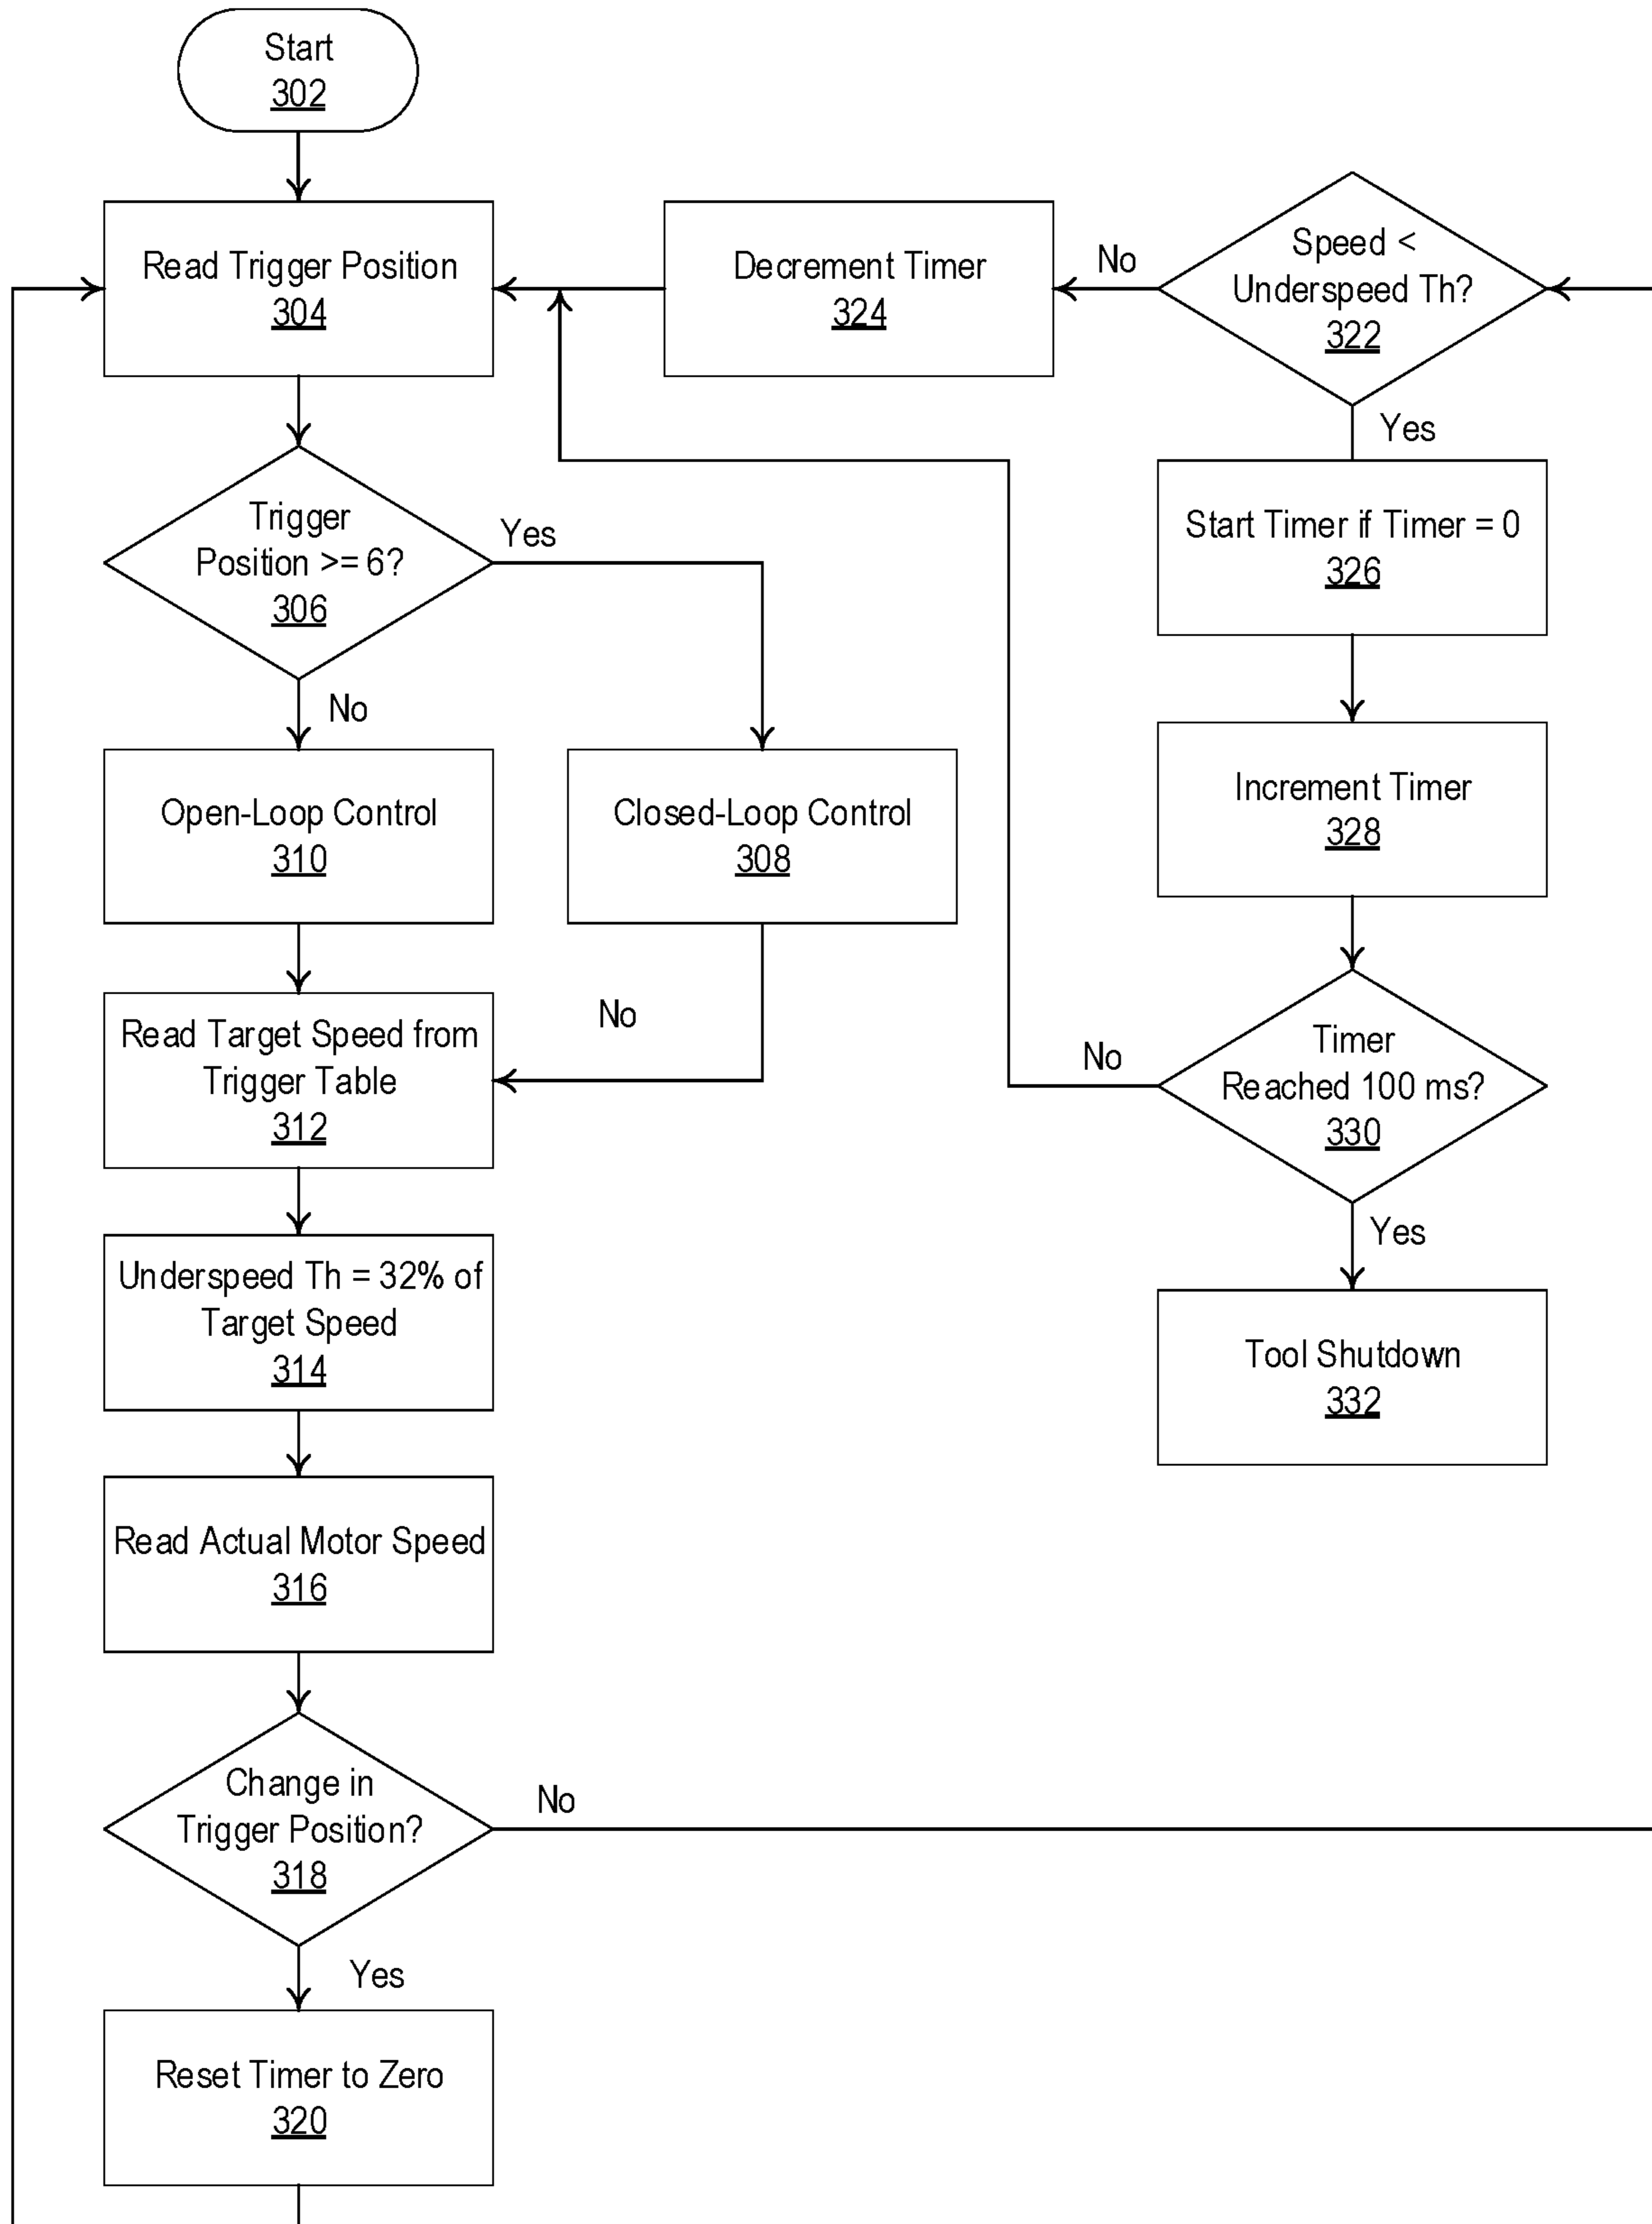 Start
302
Read Trigger Position
304
Trigger
Position >= 6?
306
Yes
No
Open-Loop Control
310
Closed-Loop Control
308
No
Read Target Speed from
Trigger Table
312
Underspeed Th = 32% of
Target Speed
314
Read Actual Motor Speed
316
Change in
Trigger Position?
318
No
Yes
Reset Timer to Zero
320
Speed <
Underspeed Th?
322
No
Decrement Timer
324
Yes
Start Timer if Timer = 0
326
Increment Timer
328
Timer
Reached 100 ms?
330
No
Yes
Tool Shutdown
332